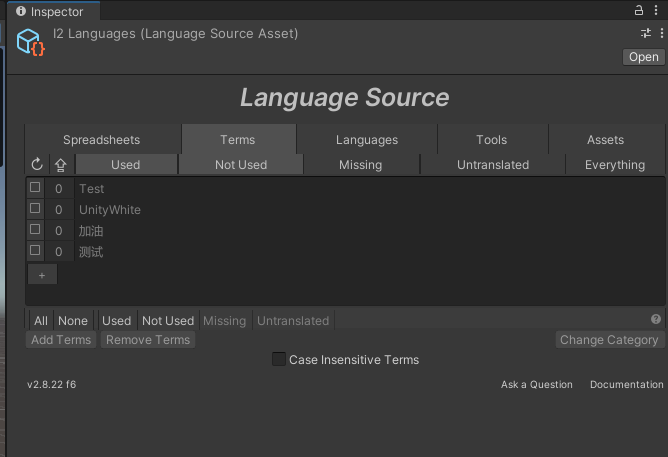 Inspector
I2 Languages (Language Source Asset)
Open
Language Source
Spreadsheets Terms Languages Tools Assets
Used Not Used Missing Untranslated Everything
0 Test
0 UnityWhite
0 加油
0 测试
+
All None Used Not Used Missing Untranslated ?
Add Terms Remove Terms Change Category
Case Insensitive Terms
v2.8.22 f6 Ask a Question Documentation